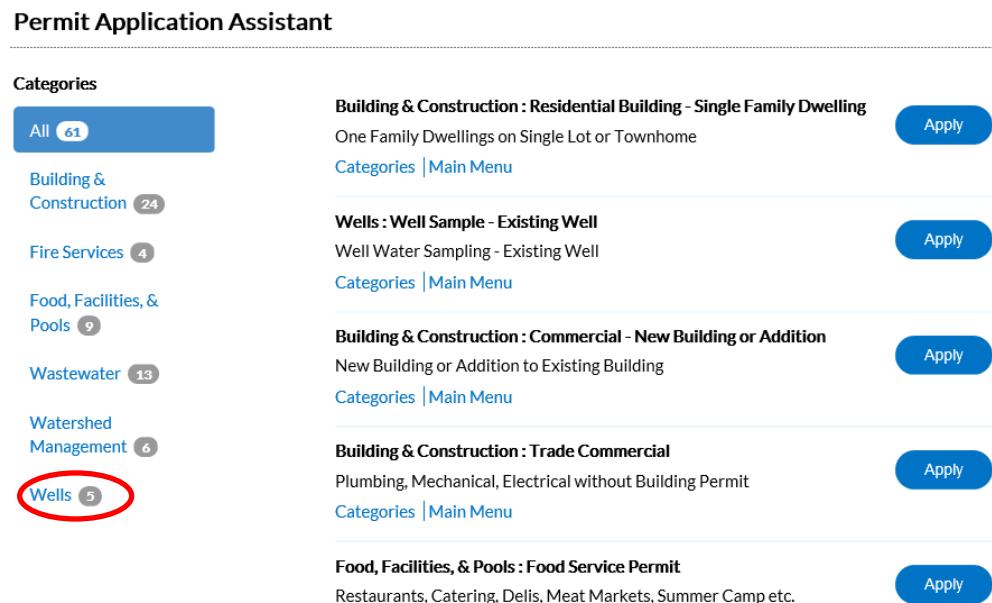 Permit Application Assistant
Categories
All 61
Building &
Construction 24
Fire Services 4
Food, Facilities, &
Pools 9
Wastewater 13
Watershed
Management 6
Wells 5
Building & Construction : Residential Building - Single Family Dwelling
One Family Dwellings on Single Lot or Townhome
Categories | Main Menu
Apply
Wells : Well Sample - Existing Well
Well Water Sampling - Existing Well
Categories | Main Menu
Apply
Building & Construction : Commercial - New Building or Addition
New Building or Addition to Existing Building
Categories | Main Menu
Apply
Building & Construction : Trade Commercial
Plumbing, Mechanical, Electrical without Building Permit
Categories | Main Menu
Apply
Food, Facilities, & Pools : Food Service Permit
Restaurants, Catering, Delis, Meat Markets, Summer Camp etc.
Apply